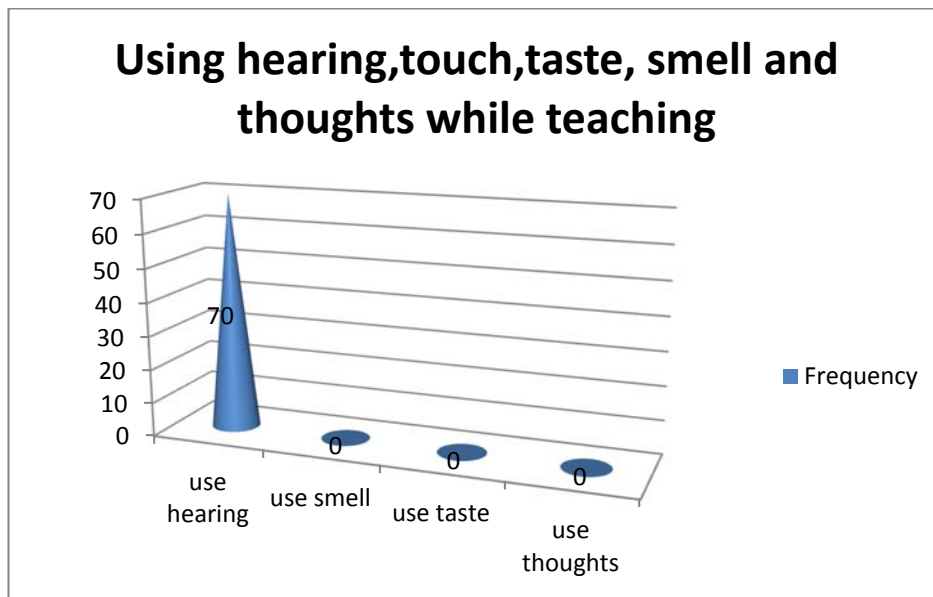 Using hearing,touch,taste, smell and
thoughts while teaching
70
60
50
40
30
20
10
0
70
0
0
0
use
hearing
use smell
use taste
use
thoughts
Frequency